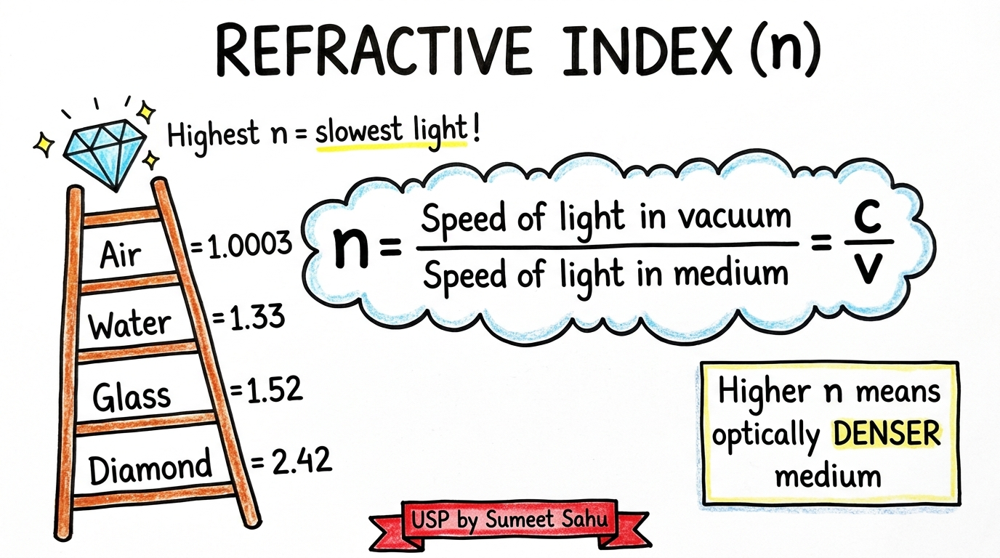 REFRACTIVE INDEX (n)
Highest n = slowest light!
Air = 1.0003
Water = 1.33
Glass = 1.52
Diamond = 2.42
n = Speed of light in vacuum / Speed of light in medium = c / v
Higher n means
optically DENSER
medium
USP by Sumeet Sahu